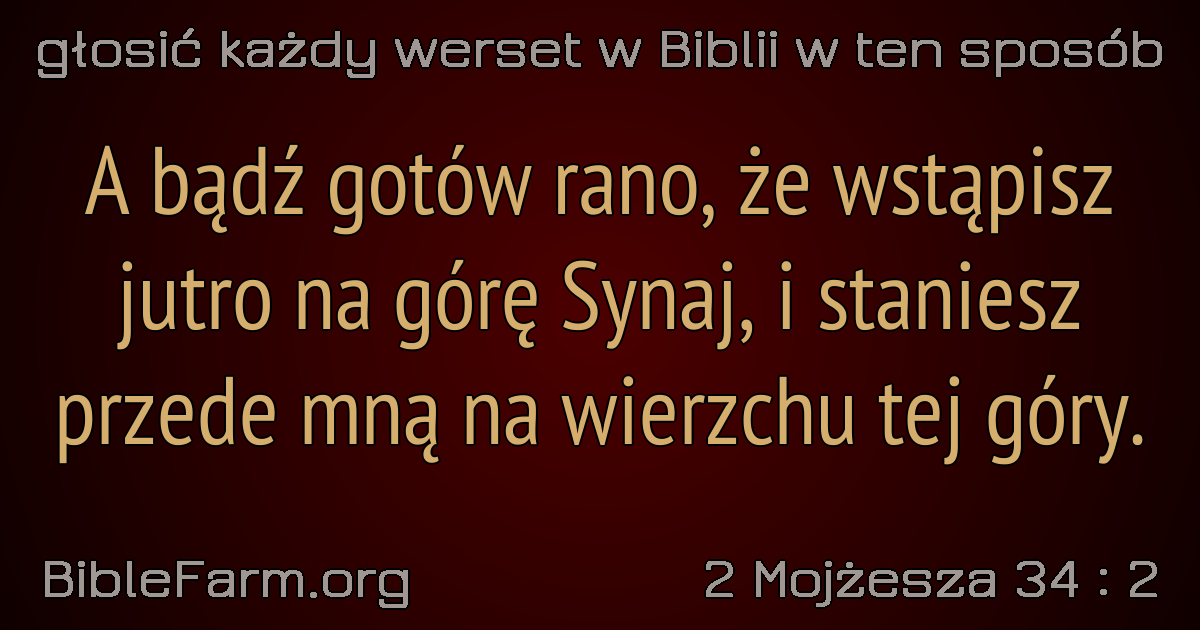 głosić każdy werset w Biblii w ten sposób
A bądź gotów rano, że wstąpisz
jutro na górę Synaj, i staniesz
przede mną na wierzchu tej góry.
BibleFarm.org
2 Mojżesza 34 : 2